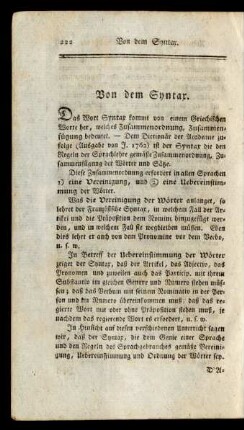 222 Von dem Syntax.
Von dem Syntax.
Das Wort Syntax kommt von einem Griechischen
Worte her, welches Zusammenordnung, Zusammen-
fügung bedeutet. — Dem Dictionär der Academie zu-
folge (Ausgabe von J. 1762) ist der Syntax die den
Regeln der Sprachlehre gemäße Zusammenordnung, Zu-
sammenfügung der Wörter und Sätze.
Diese Zusammenordnung erfordert in allen Sprachen
1) eine Vereinigung, und 2) eine Uebereinstim-
mung der Wörter.
Was die Vereinigung der Wörter anlangt, so
lehret der Französische Syntax, in welchem Fall der Ar-
tikel und die Präposition dem Nomini beygefügt wer-
den, und in welchem Fall sie wegbleiben müssen. Eben
dies lehrt er auch von dem Pronomine vor dem Verbo,
u. s. w.
In Betreff der Uebereinstimmung der Wörter
zeiget der Syntax, daß der Artikel, das Adjectiv, das
Pronomen und zuweilen auch das Particip, mit ihrem
Substantiv im gleichen Genere und Numero stehen müs-
sen; daß das Verbum mit seinem Nominativ in der Per-
son und im Numero übereinstimmen muß; daß das re-
gierte Wort mit oder ohne Präposition stehen muß, je
nachdem das regierende Wort es erfordert, u. s. w.
In Hinsicht auf diesen verschiedenen Unterricht sagen
wir, daß der Syntax, die dem Genie einer Sprache
und den Regeln des Sprachgebrauchs gemäße Vereini-
gung, Uebereinstimmung und Ordnung der Wörter sey.